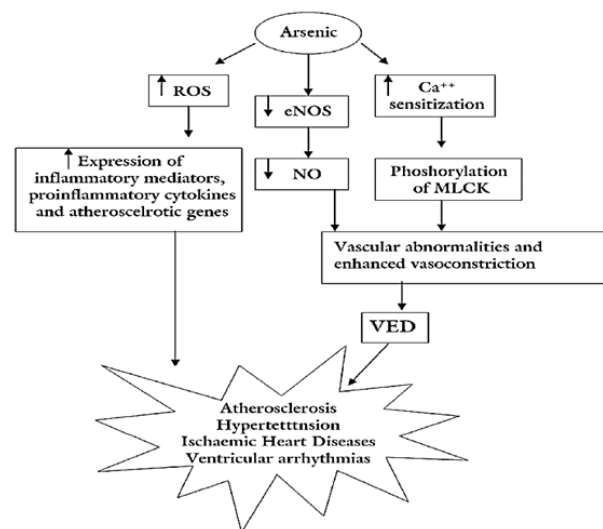 Arsenic
↑ ROS
↓ eNOS
↑ Ca++
sensitization
↑ Expression of
inflammatory mediators,
proinflammatory cytokines
and atheroscelrotic genes
↓ NO
Phoshorylation
of MLCK
Vascular abnormalities and
enhanced vasoconstriction
VED
Atherosclerosis
Hypertetttnsion
Ischaemic Heart Diseases
Ventricular arrhythmias